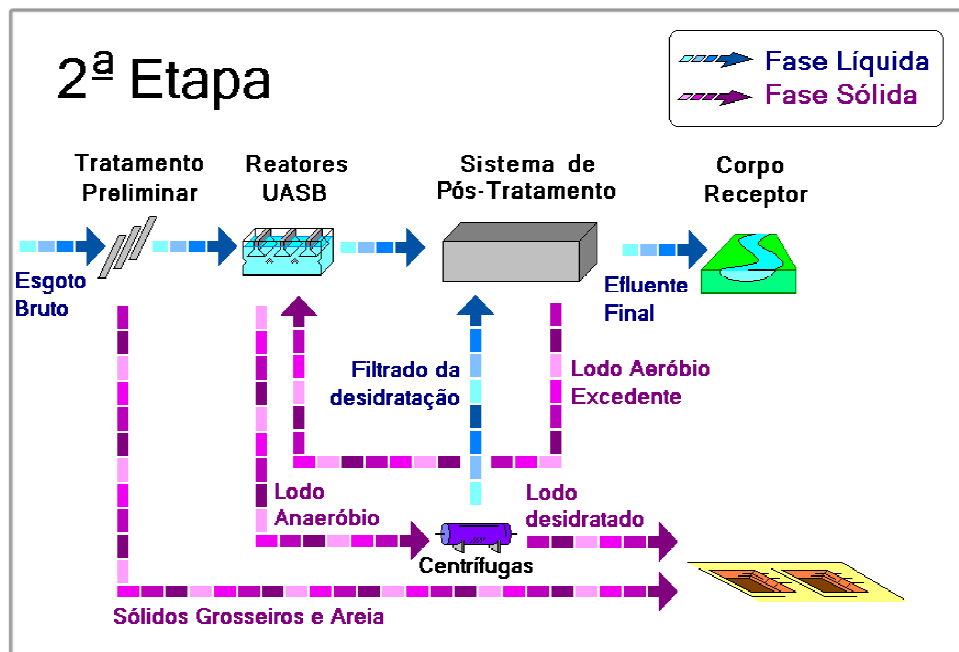 2ª Etapa
Fase Líquida
Fase Sólida
Tratamento
Preliminar
Reatores
UASB
Sistema de
Pós-Tratamento
Corpo
Receptor
Esgoto
Bruto
Efluente
Final
Filtrado da
desidratação
Lodo Aeróbio
Excedente
Lodo
Anaeróbio
Lodo
desidratado
Centrífugas
Sólidos Grosseiros e Areia